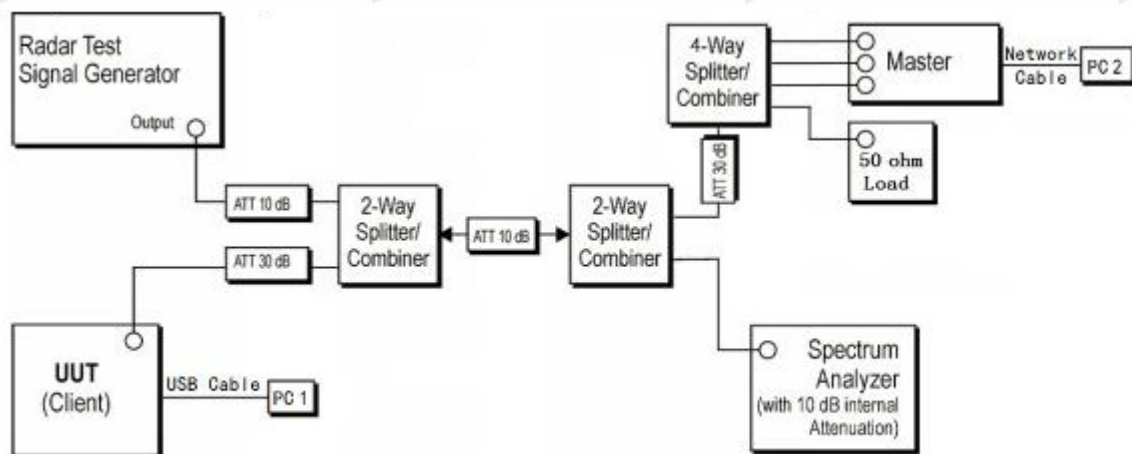 Radar Test
Signal Generator
Output
ATT 10 dB
ATT 30 dB
2-Way
Splitter/
Combiner
ATT 10 dB
2-Way
Splitter/
Combiner
4-Way
Splitter/
Combiner
ATT 30 dB
Master
Network
Cable
PC 2
50 ohm
Load
UUT
(Client)
USB Cable
PC 1
Spectrum
Analyzer
(with 10 dB internal
Attenuation)